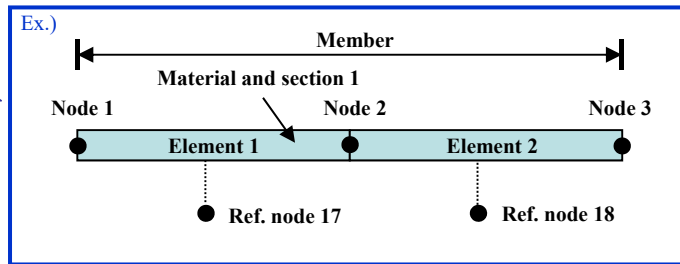 Ex.)
Member
Material and section 1
Node 1
Node 2
Node 3
Element 1
Element 2
Ref. node 17
Ref. node 18